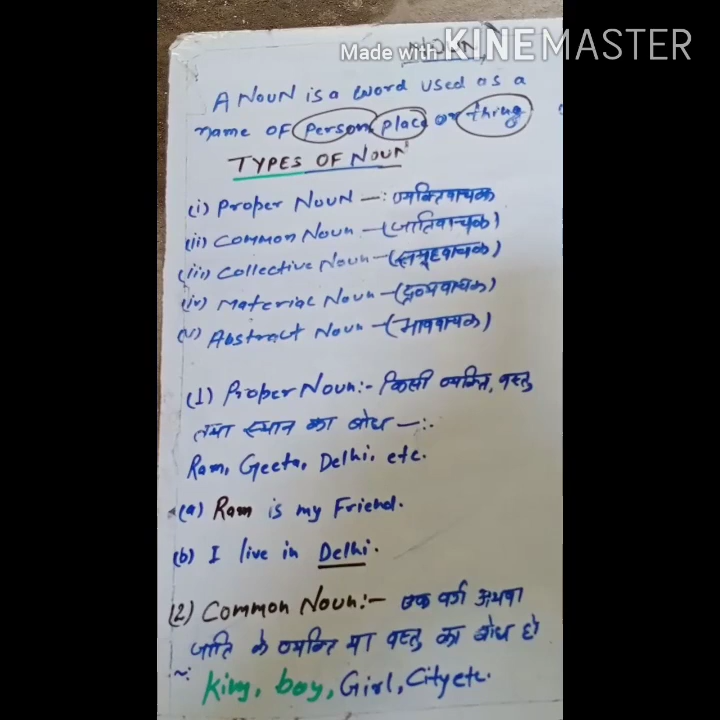 Made with KINEMASTER
NOUN
A NOUN is a word used as a
name OF person, place or thing
TYPES OF NOUN
(i) Proper NOUN -: व्यक्तिवाचक
(ii) COMMON NOUN - (जातिवाचक)
(iii) Collective Noun - (समूहवाचक)
(iv) Material Noun - (द्रव्यवाचक)
(v) Abstract Noun - (भाववाचक)
(1) Proper Noun:- किसी व्यक्ति, वस्तु
तथा स्थान का बोध -:-
Ram, Geeta, Delhi, etc.
(a) Ram is my Friend.
(b) I live in Delhi.
(2) Common Noun:- एक वर्ग अथवा
जाति के व्यक्ति या वस्तु का बोध हो
~: King, boy, Girl, City etc.